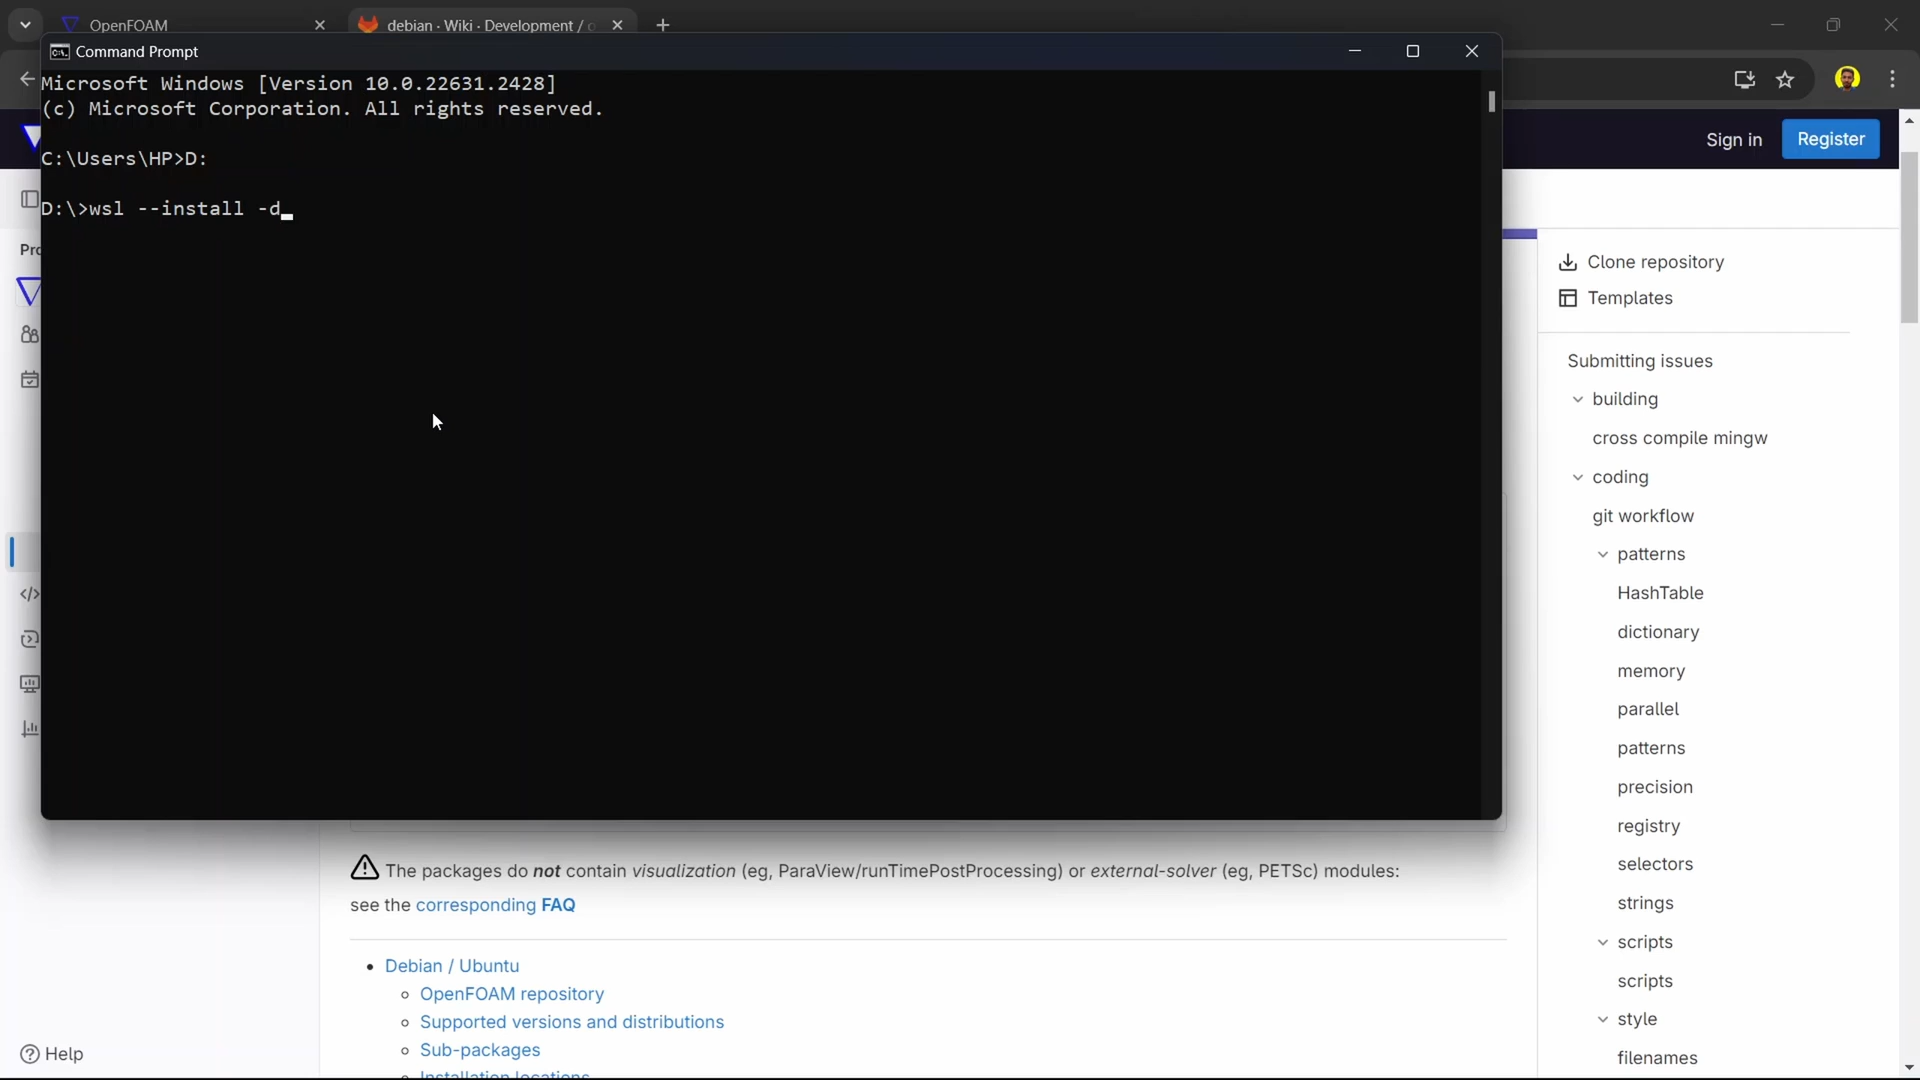 OpenFOAM
debian · Wiki · Development /
Command Prompt
Microsoft Windows [Version 10.0.22631.2428]
(c) Microsoft Corporation. All rights reserved.
C:\Users\HP>D:
D:\>wsl --install -d_
Sign in
Register
Clone repository
Templates
Submitting issues
building
cross compile mingw
coding
git workflow
patterns
HashTable
dictionary
memory
parallel
patterns
precision
registry
selectors
strings
scripts
scripts
style
filenames
The packages do not contain visualization (eg, ParaView/runTimePostProcessing) or external-solver (eg, PETSc) modules:
see the corresponding FAQ
Debian / Ubuntu
OpenFOAM repository
Supported versions and distributions
Sub-packages
Installation locations
Help